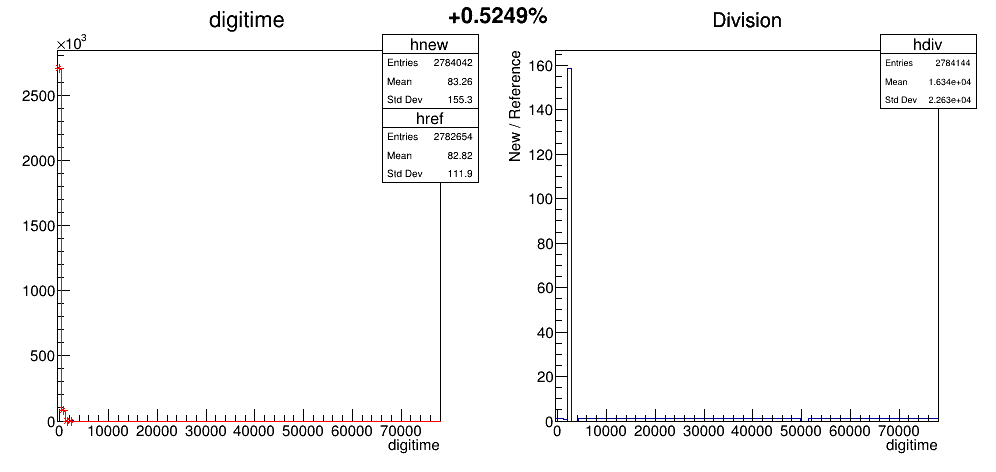 +0.5249%
digitime
×10³
2500
2000
1500
1000
500
0
0 10000 20000 30000 40000 50000 60000 70000
digitime
hnew
Entries 2784042
Mean 83.26
Std Dev 155.3
href
Entries 2782654
Mean 82.82
Std Dev 111.9
Division
New / Reference
160
140
120
100
80
60
40
20
0
0 10000 20000 30000 40000 50000 60000 70000
digitime
hdiv
Entries 2784144
Mean 1.634e+04
Std Dev 2.263e+04